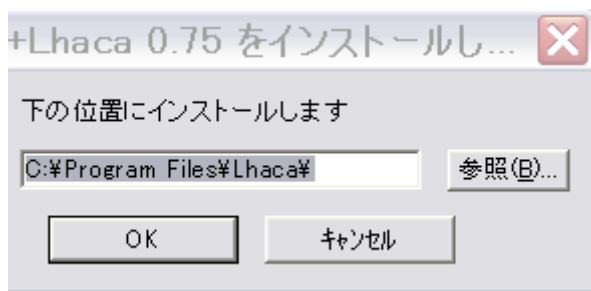 +Lhaca 0.75 をインストールし...
下の位置にインストールします
C:¥Program Files¥Lhaca¥
参照(B)...
OK
キャンセル